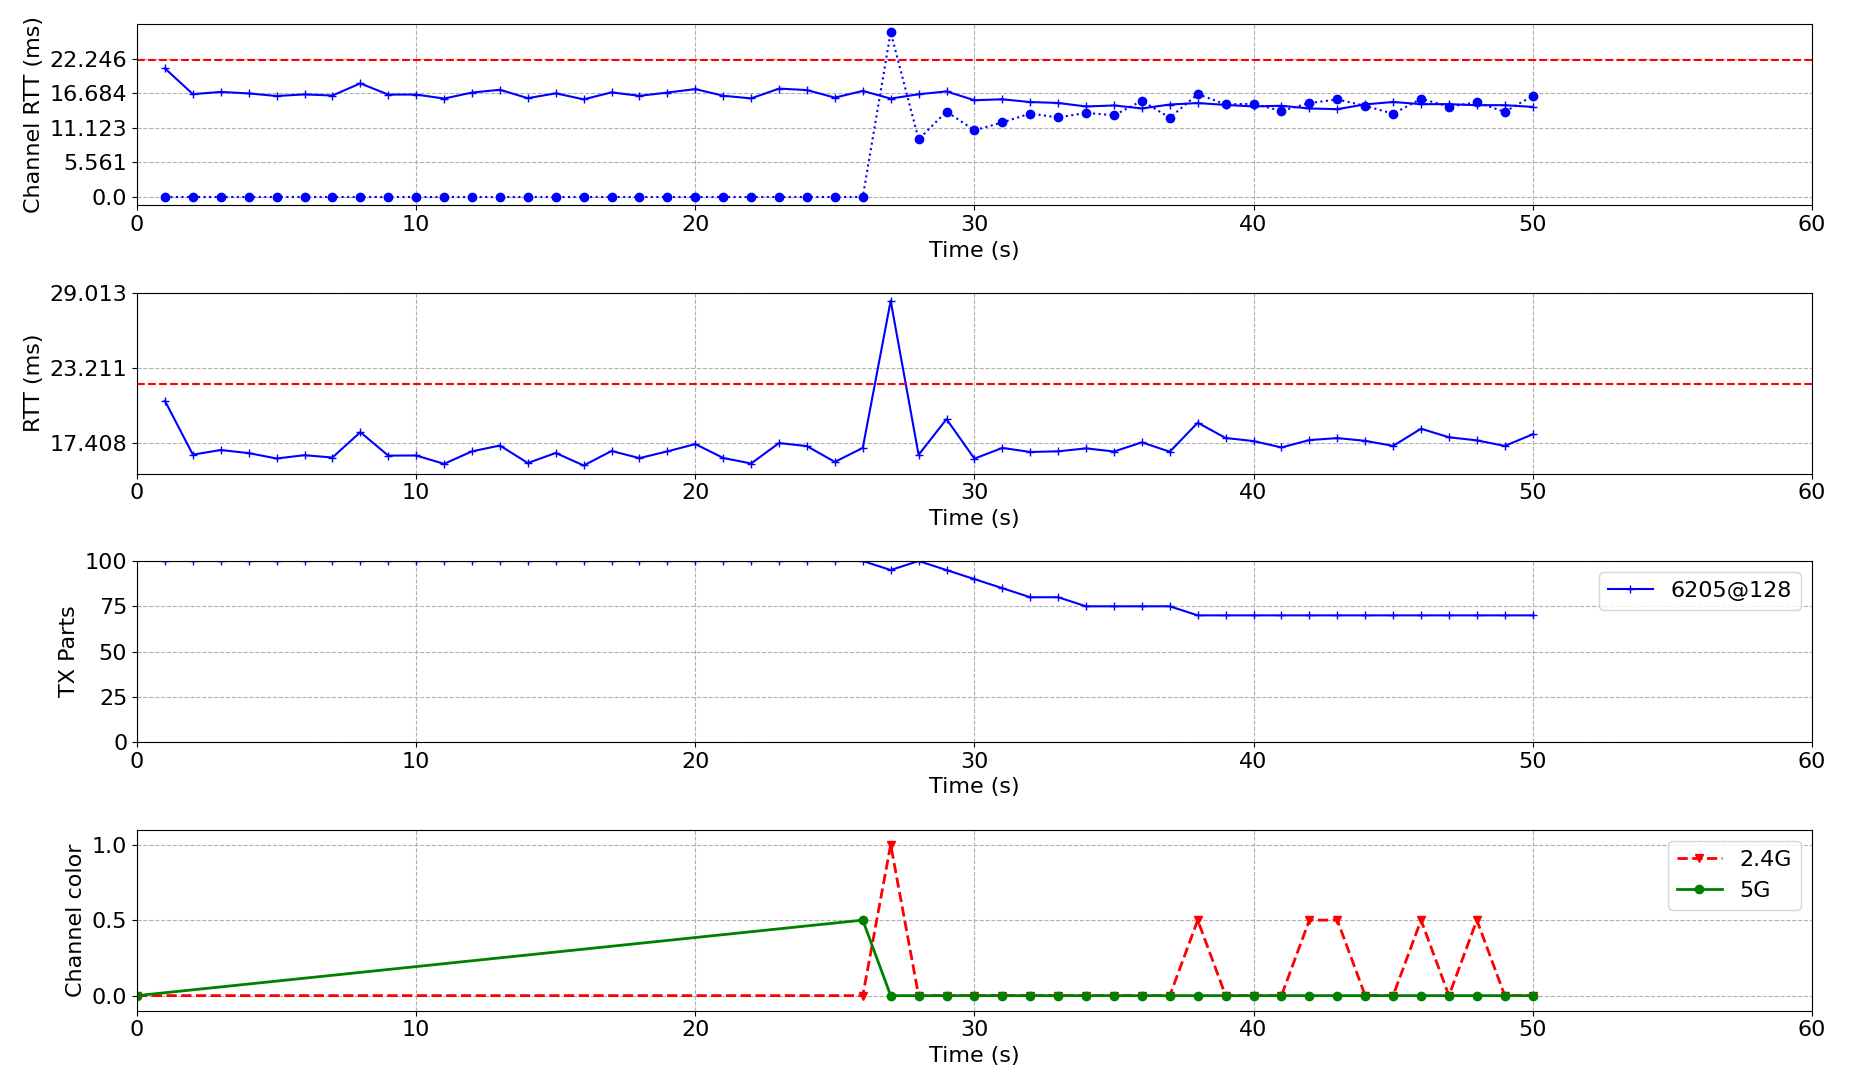 Channel RTT (ms)
22.246
16.684
11.123
5.561
0.0
0 10 20 30 40 50 60
Time (s)
RTT (ms)
29.013
23.211
17.408
0 10 20 30 40 50 60
Time (s)
TX Parts
100
75
50
25
0
6205@128
0 10 20 30 40 50 60
Time (s)
Channel color
1.0
0.5
0.0
2.4G
5G
0 10 20 30 40 50 60
Time (s)